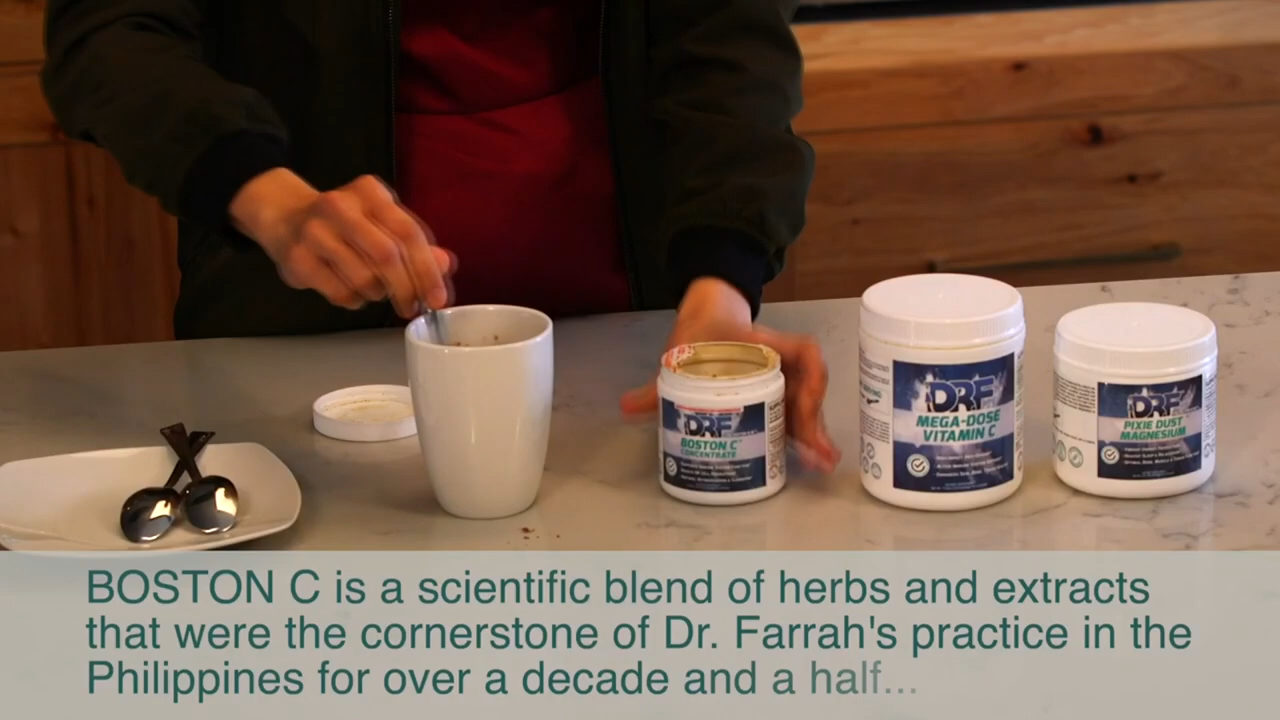 DRF
BOSTON C
CONCENTRATE
DRF
MEGA-DOSE
VITAMIN C
DRF
PIXIE DUST
MAGNESIUM
BOSTON C is a scientific blend of herbs and extracts
that were the cornerstone of Dr. Farrah's practice in the
Philippines for over a decade and a half...